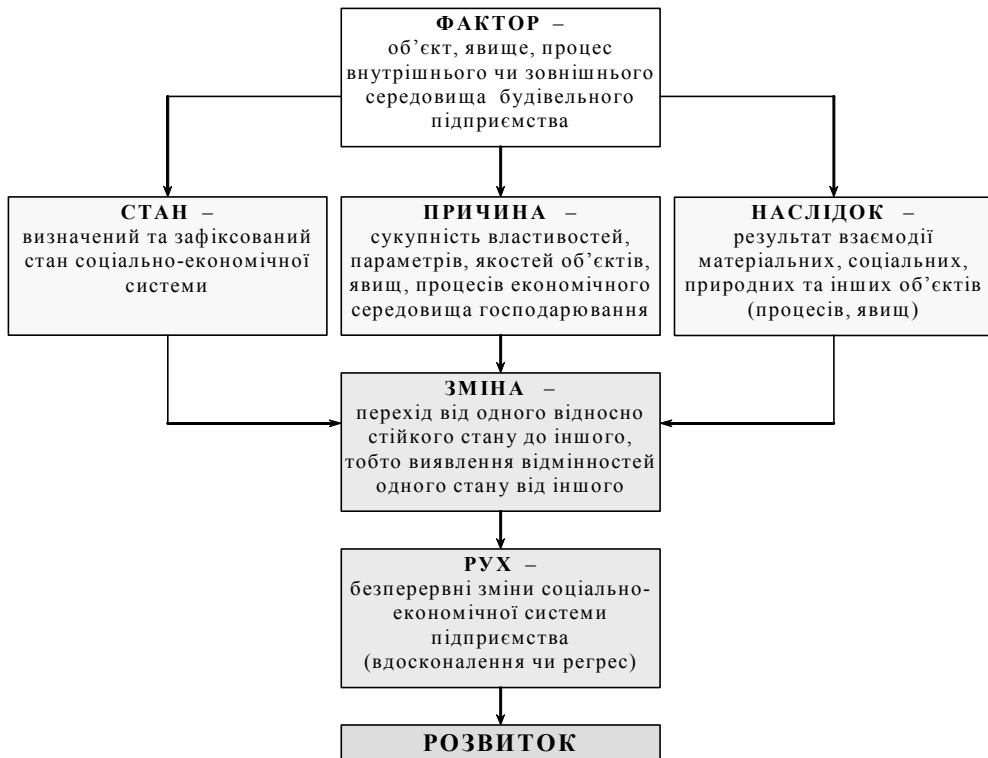 ФАКТОР –
об’єкт, явище, процес
внутрішнього чи зовнішнього
середовища будівельного
підприємства
СТАН –
визначений та зафіксований
стан соціально-економічної
системи
ПРИЧИНА –
сукупність властивостей,
параметрів, якостей об’єктів,
явищ, процесів економічного
середовища господарювання
НАСЛІДОК –
результат взаємодії
матеріальних, соціальних,
природних та інших об’єктів
(процесів, явищ)
ЗМІНА –
перехід від одного відносно
стійкого стану до іншого,
тобто виявлення відмінностей
одного стану від іншого
РУХ –
безперервні зміни соціально-
економічної системи
підприємства
(вдосконалення чи регрес)
РОЗВИТОК